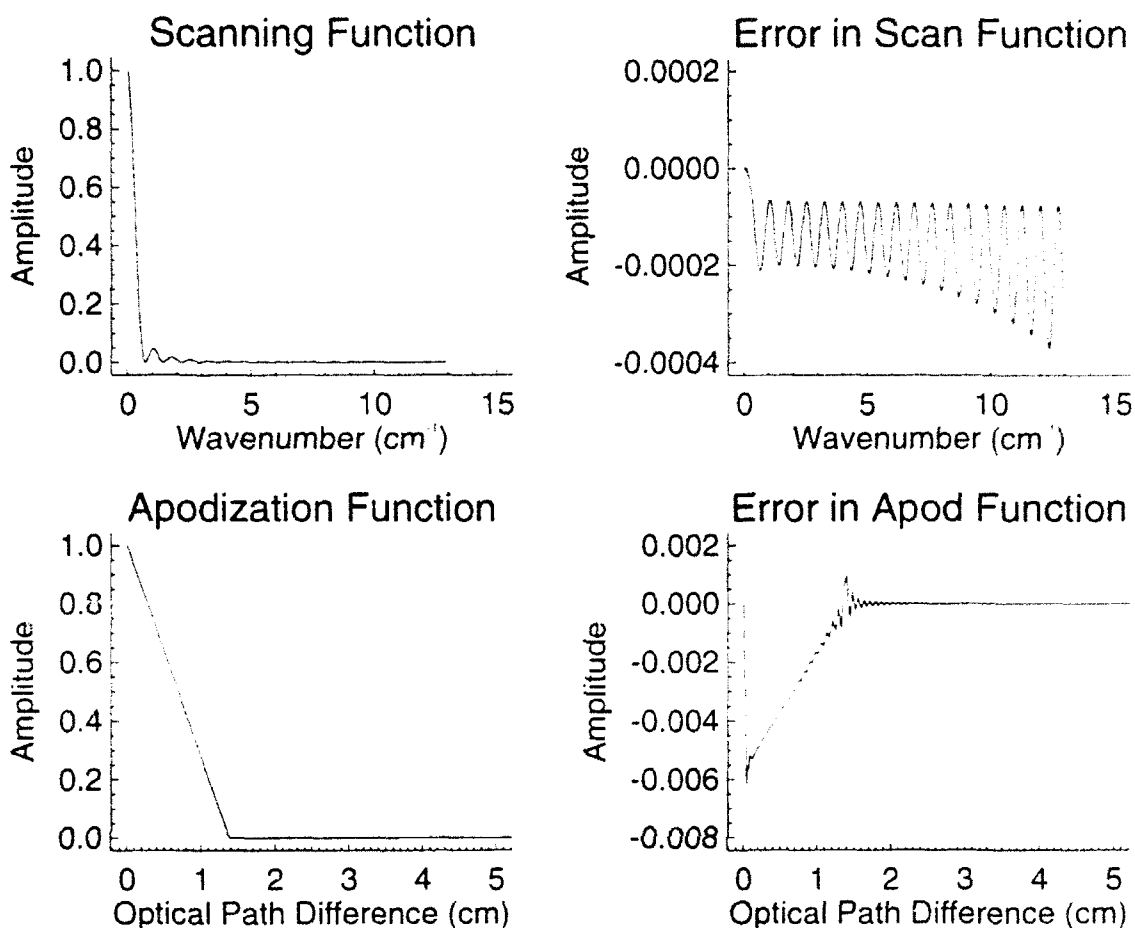 Scanning Function
1.0
0.8
0.6
0.4
0.2
0.0
Amplitude
0 5 10 15
Wavenumber (cm⁻¹)
Error in Scan Function
0.0002
0.0000
-0.0002
-0.0004
Amplitude
0 5 10 15
Wavenumber (cm⁻¹)
Apodization Function
1.0
0.8
0.6
0.4
0.2
0.0
Amplitude
0 1 2 3 4 5
Optical Path Difference (cm)
Error in Apod Function
0.002
0.000
-0.002
-0.004
-0.006
-0.008
Amplitude
0 1 2 3 4 5
Optical Path Difference (cm)